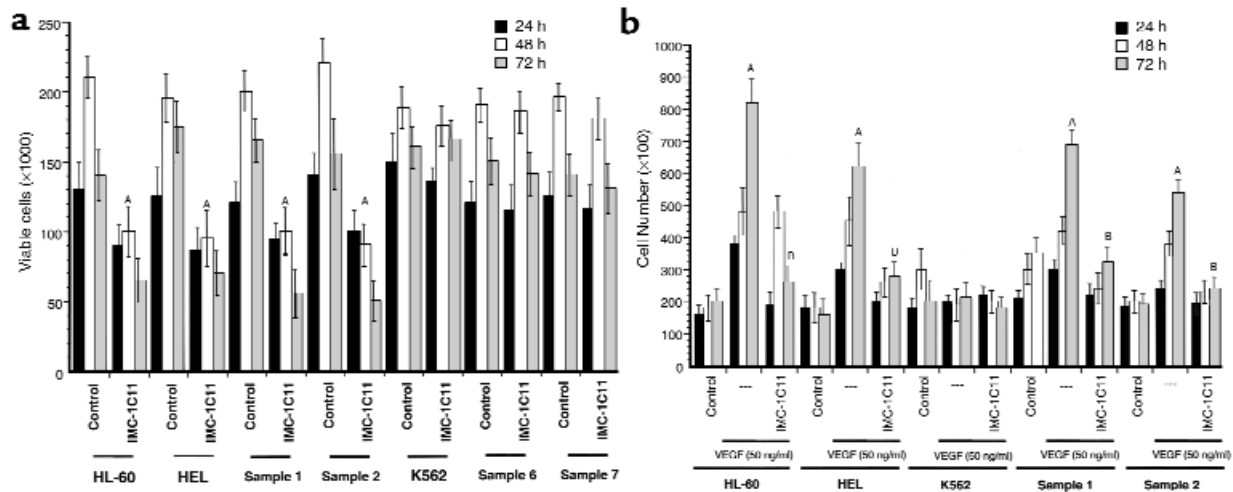 a
24 h
48 h
72 h
Viable cells (×1000)
250
200
150
100
50
0
A
A
A
A
Control
IMC-1C11
Control
IMC-1C11
Control
IMC-1C11
Control
IMC-1C11
Control
IMC-1C11
Control
IMC-1C11
Control
IMC-1C11
HL-60
HEL
Sample 1
Sample 2
K562
Sample 6
Sample 7
b
24 h
48 h
72 h
Cell Number (×100)
1000
900
800
700
600
500
400
300
200
100
0
A
A
U
A
B
A
B
Control
---
IMC-1C11
Control
---
IMC-1C11
Control
---
IMC-1C11
Control
---
IMC-1C11
Control
---
IMC-1C11
VEGF (50 ng/ml)
VEGF (50 ng/ml)
VEGF (50 ng/ml)
VEGF (50 ng/ml)
VEGF (50 ng/ml)
HL-60
HEL
K562
Sample 1
Sample 2